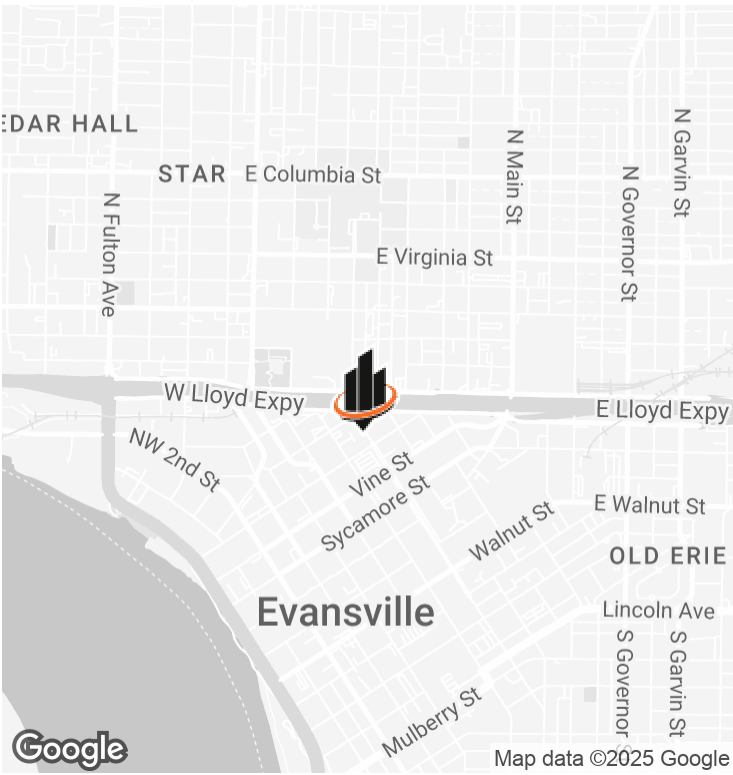 EDAR HALL
STAR
E Columbia St
N Main St
N Garvin St
N Governor St
N Fulton Ave
E Virginia St
W Lloyd Expy
E Lloyd Expy
NW 2nd St
Vine St
Sycamore St
Walnut St
E Walnut St
OLD ERIE
Evansville
Lincoln Ave
S Governor S
S Garvin St
Mulberry St
Google
Map data ©2025 Google